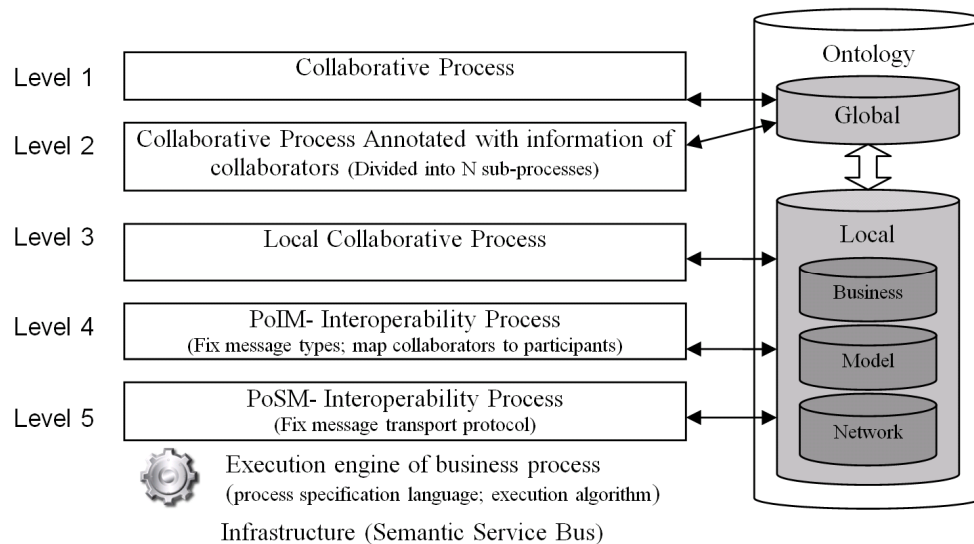 Level 1
Collaborative Process
Level 2
Collaborative Process Annotated with information of
collaborators (Divided into N sub-processes)
Level 3
Local Collaborative Process
Level 4
PoIM- Interoperability Process
(Fix message types; map collaborators to participants)
Level 5
PoSM- Interoperability Process
(Fix message transport protocol)
Execution engine of business process
(process specification language; execution algorithm)
Infrastructure (Semantic Service Bus)
Ontology
Global
Local
Business
Model
Network